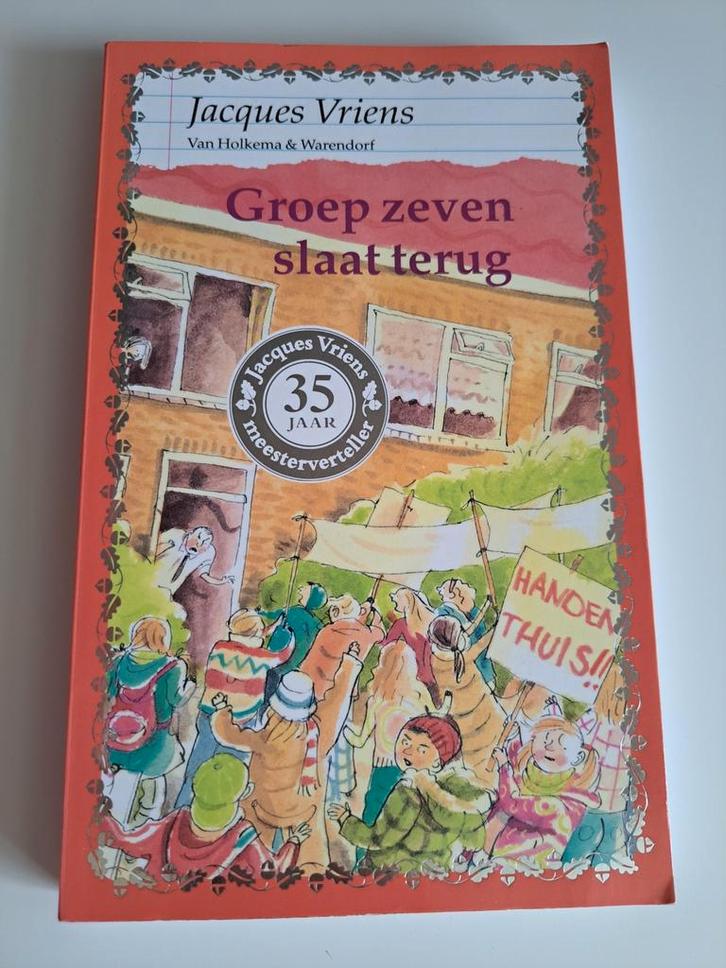 Jacques Vriens
Van Holkema & Warendorf
Groep zeven
slaat terug
Jacques Vriens
35
JAAR
meesterverteller
HANDEN
THUIS!!